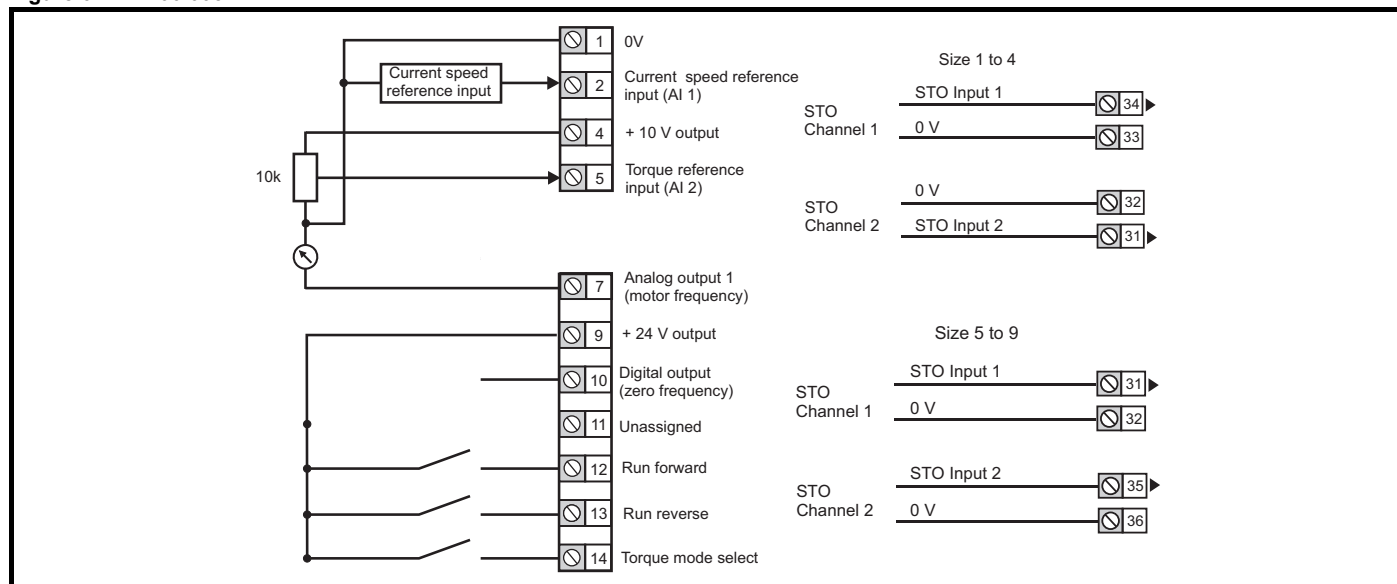 1 0V
Current speed
reference input
2 Current speed reference
input (AI 1)
4 + 10 V output
10k
5 Torque reference
input (AI 2)
7 Analog output 1
(motor frequency)
9 + 24 V output
10 Digital output
(zero frequency)
11 Unassigned
12 Run forward
13 Run reverse
14 Torque mode select
Size 1 to 4
STO
Channel 1
STO Input 1 34
0 V 33
STO
Channel 2
0 V 32
STO Input 2 31
Size 5 to 9
STO
Channel 1
STO Input 1 31
0 V 32
STO
Channel 2
STO Input 2 35
0 V 36